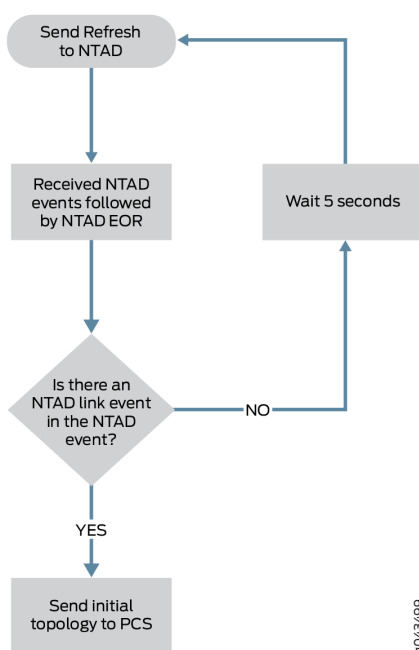 Send Refresh
to NTAD
Received NTAD
events followed
by NTAD EOR
Wait 5 seconds
Is there an
NTAD link event
in the NTAD
event?
NO
YES
Send initial
topology to PCS